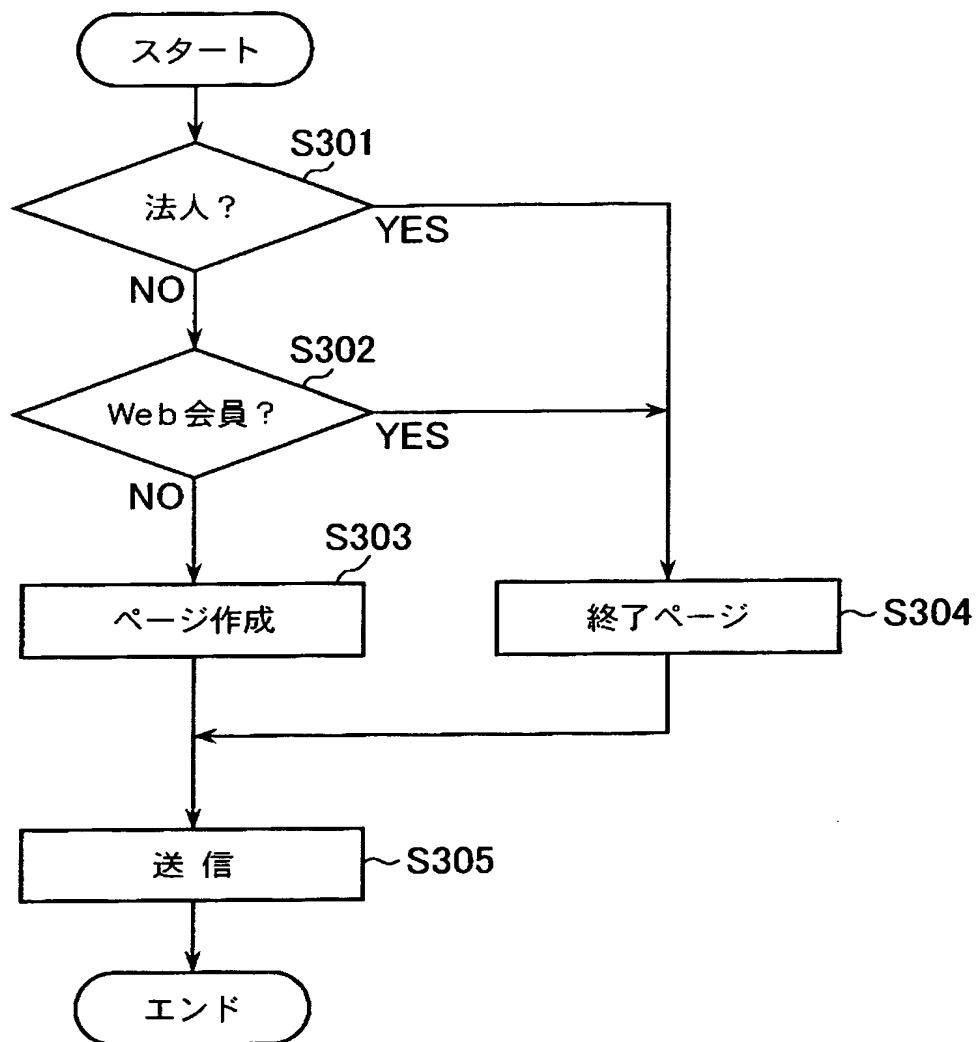 スタート
S301
法人?
YES
NO
S302
Web会員?
YES
NO
S303
ページ作成
終了ページ
S304
送信
S305
エンド